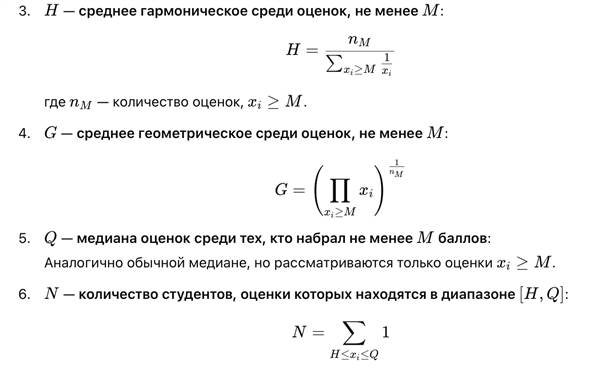 3. H — среднее гармоническое среди оценок, не менее M:
H = \frac{n_M}{\sum_{x_i \geq M} \frac{1}{x_i}}
где n_M — количество оценок, x_i ≥ M.
4. G — среднее геометрическое среди оценок, не менее M:
G = \left( \prod_{x_i \geq M} x_i \right)^{\frac{1}{n_M}}
5. Q — медиана оценок среди тех, кто набрал не менее M баллов:
Аналогично обычной медиане, но рассматриваются только оценки x_i ≥ M.
6. N — количество студентов, оценки которых находятся в диапазоне [H, Q]:
N = \sum_{H \leq x_i \leq Q} 1